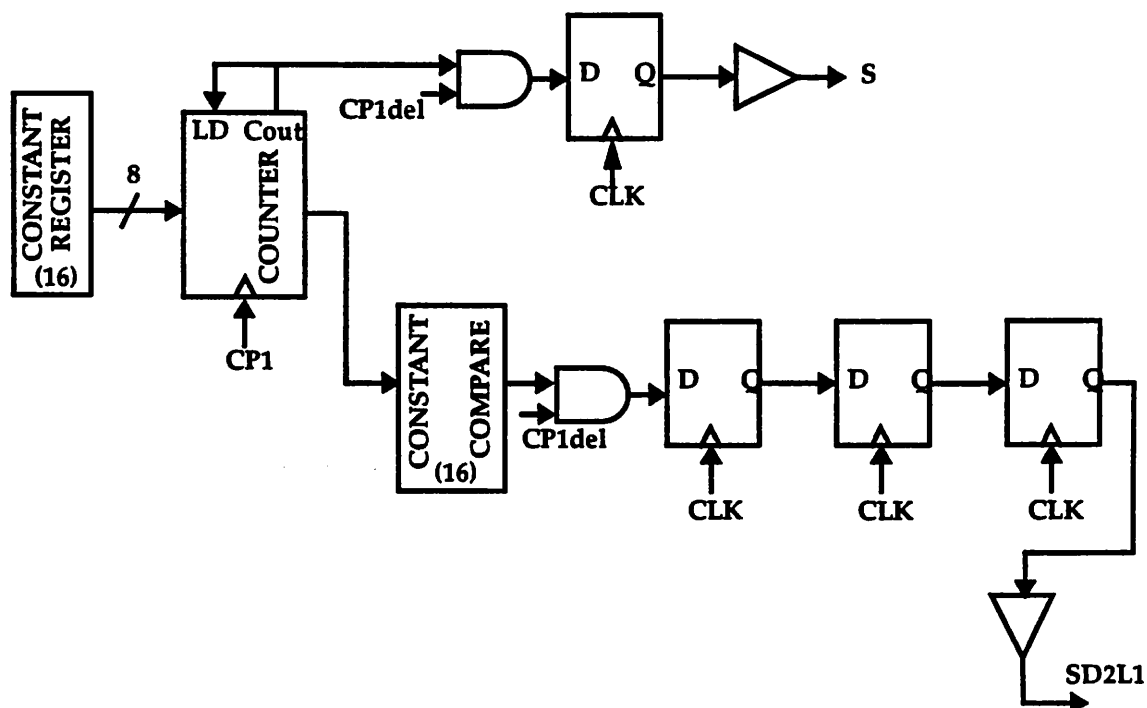 D Q
S
CP1del
CLK
CONSTANT
REGISTER
(16)
8
LD Cout
COUNTER
CP1
CONSTANT
COMPARE
(16)
CP1del
D Q
CLK
D Q
CLK
D Q
CLK
SD2L1